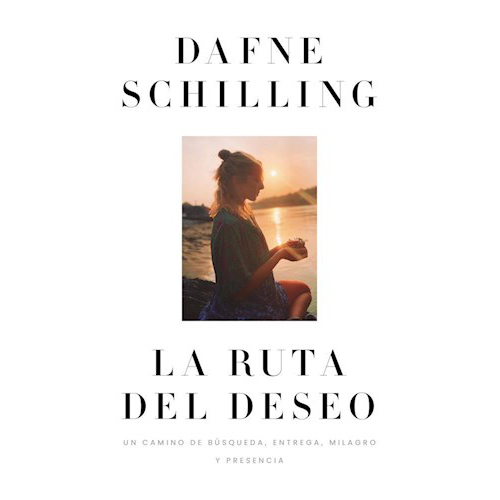 DAFNE
SCHILLING
LA RUTA
DEL DESEO
UN CAMINO DE BÚSQUEDA, ENTREGA, MILAGRO
Y PRESENCIA